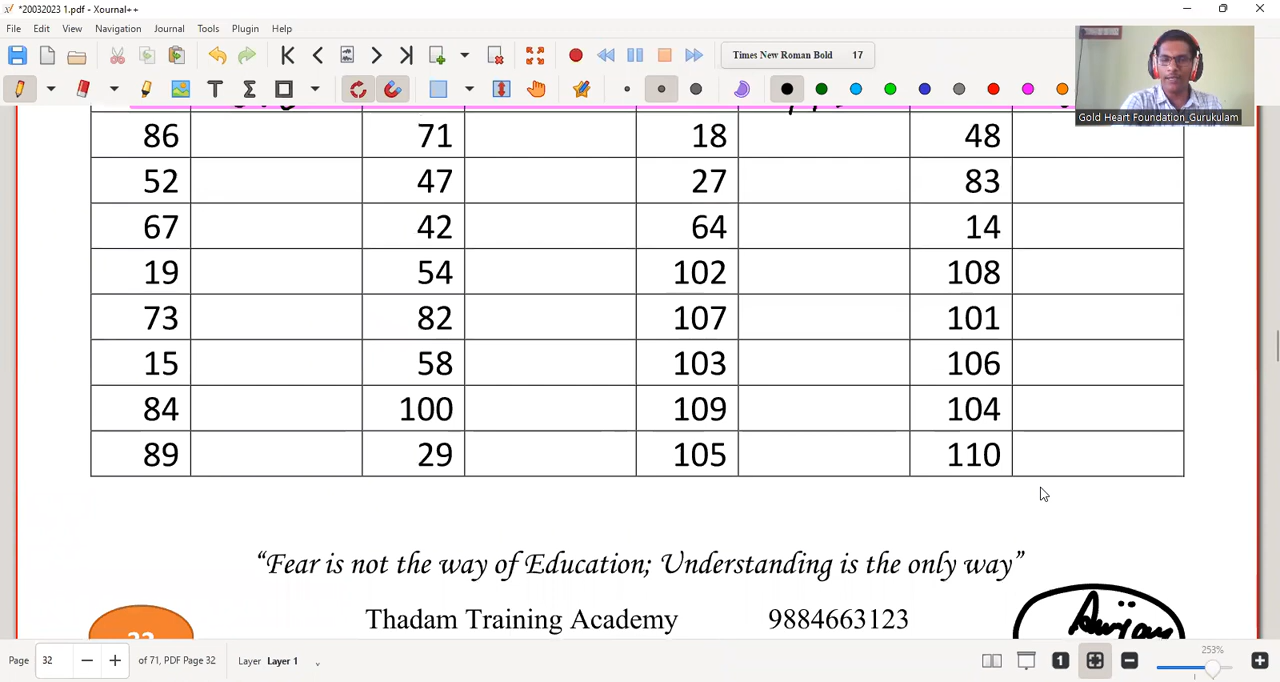 *20032023 1.pdf - Xournal++
File Edit View Navigation Journal Tools Plugin Help
Times New Roman Bold 17
Gold Heart Foundation_Gurukulam
86 71 18 48
52 47 27 83
67 42 64 14
19 54 102 108
73 82 107 101
15 58 103 106
84 100 109 104
89 29 105 110
“Fear is not the way of Education; Understanding is the only way”
Thadam Training Academy 9884663123
Page 32 of 71, PDF Page 32 Layer Layer 1 253%